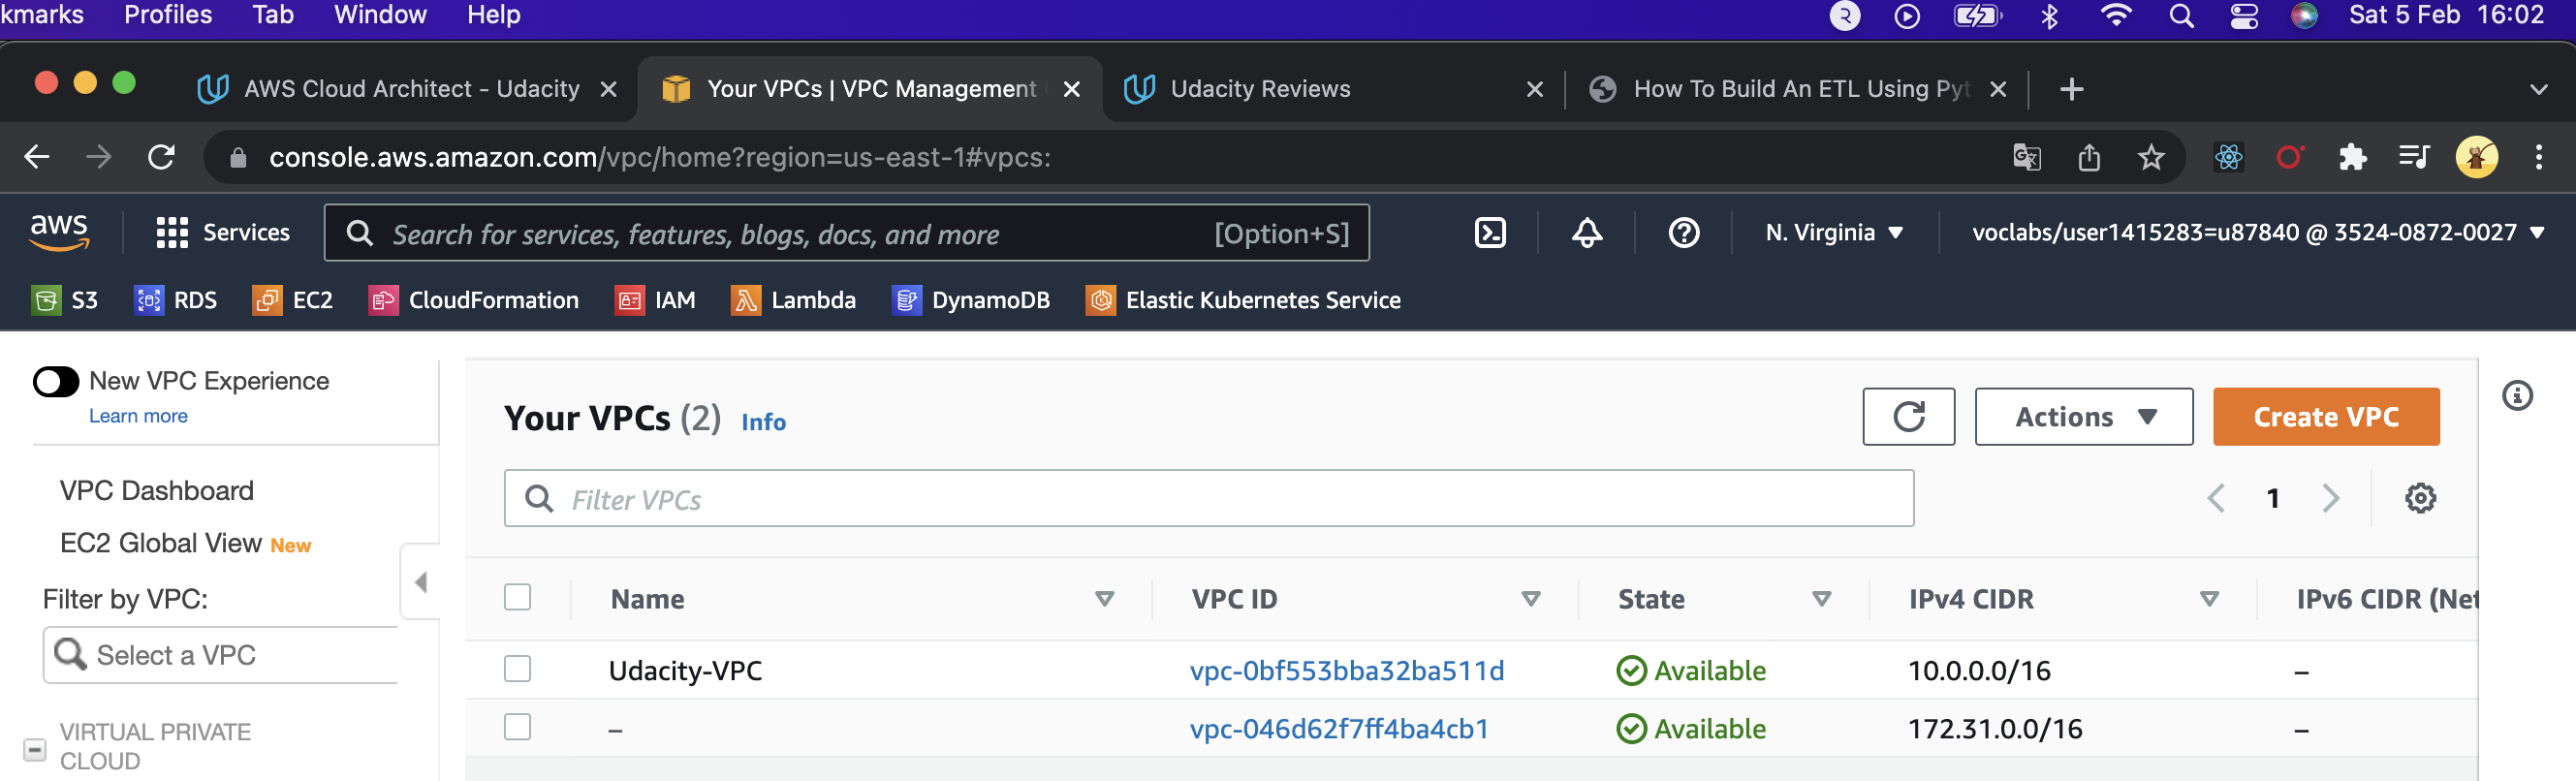 kmarks Profiles Tab Window Help Sat 5 Feb 16:02
AWS Cloud Architect - Udacity Your VPCs | VPC Management Udacity Reviews How To Build An ETL Using Pyt
console.aws.amazon.com/vpc/home?region=us-east-1#vpcs:
aws Services Search for services, features, blogs, docs, and more [Option+S] N. Virginia voclabs/user1415283=u87840 @ 3524-0872-0027
S3 RDS EC2 CloudFormation IAM Lambda DynamoDB Elastic Kubernetes Service
New VPC Experience
Learn more
VPC Dashboard
EC2 Global View New
Filter by VPC:
Select a VPC
VIRTUAL PRIVATE
CLOUD
Your VPCs (2) Info Actions Create VPC
Filter VPCs 1
Name VPC ID State IPv4 CIDR IPv6 CIDR (Net
Udacity-VPC vpc-0bf553bba32ba511d Available 10.0.0.0/16 –
– vpc-046d62f7ff4ba4cb1 Available 172.31.0.0/16 –